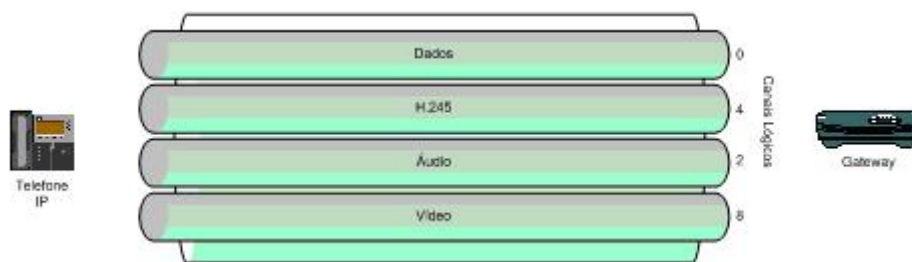 Dados
0
H.245
4
Áudio
2
Vídeo
8
Canais Lógicos
Telefone
IP
Gateway